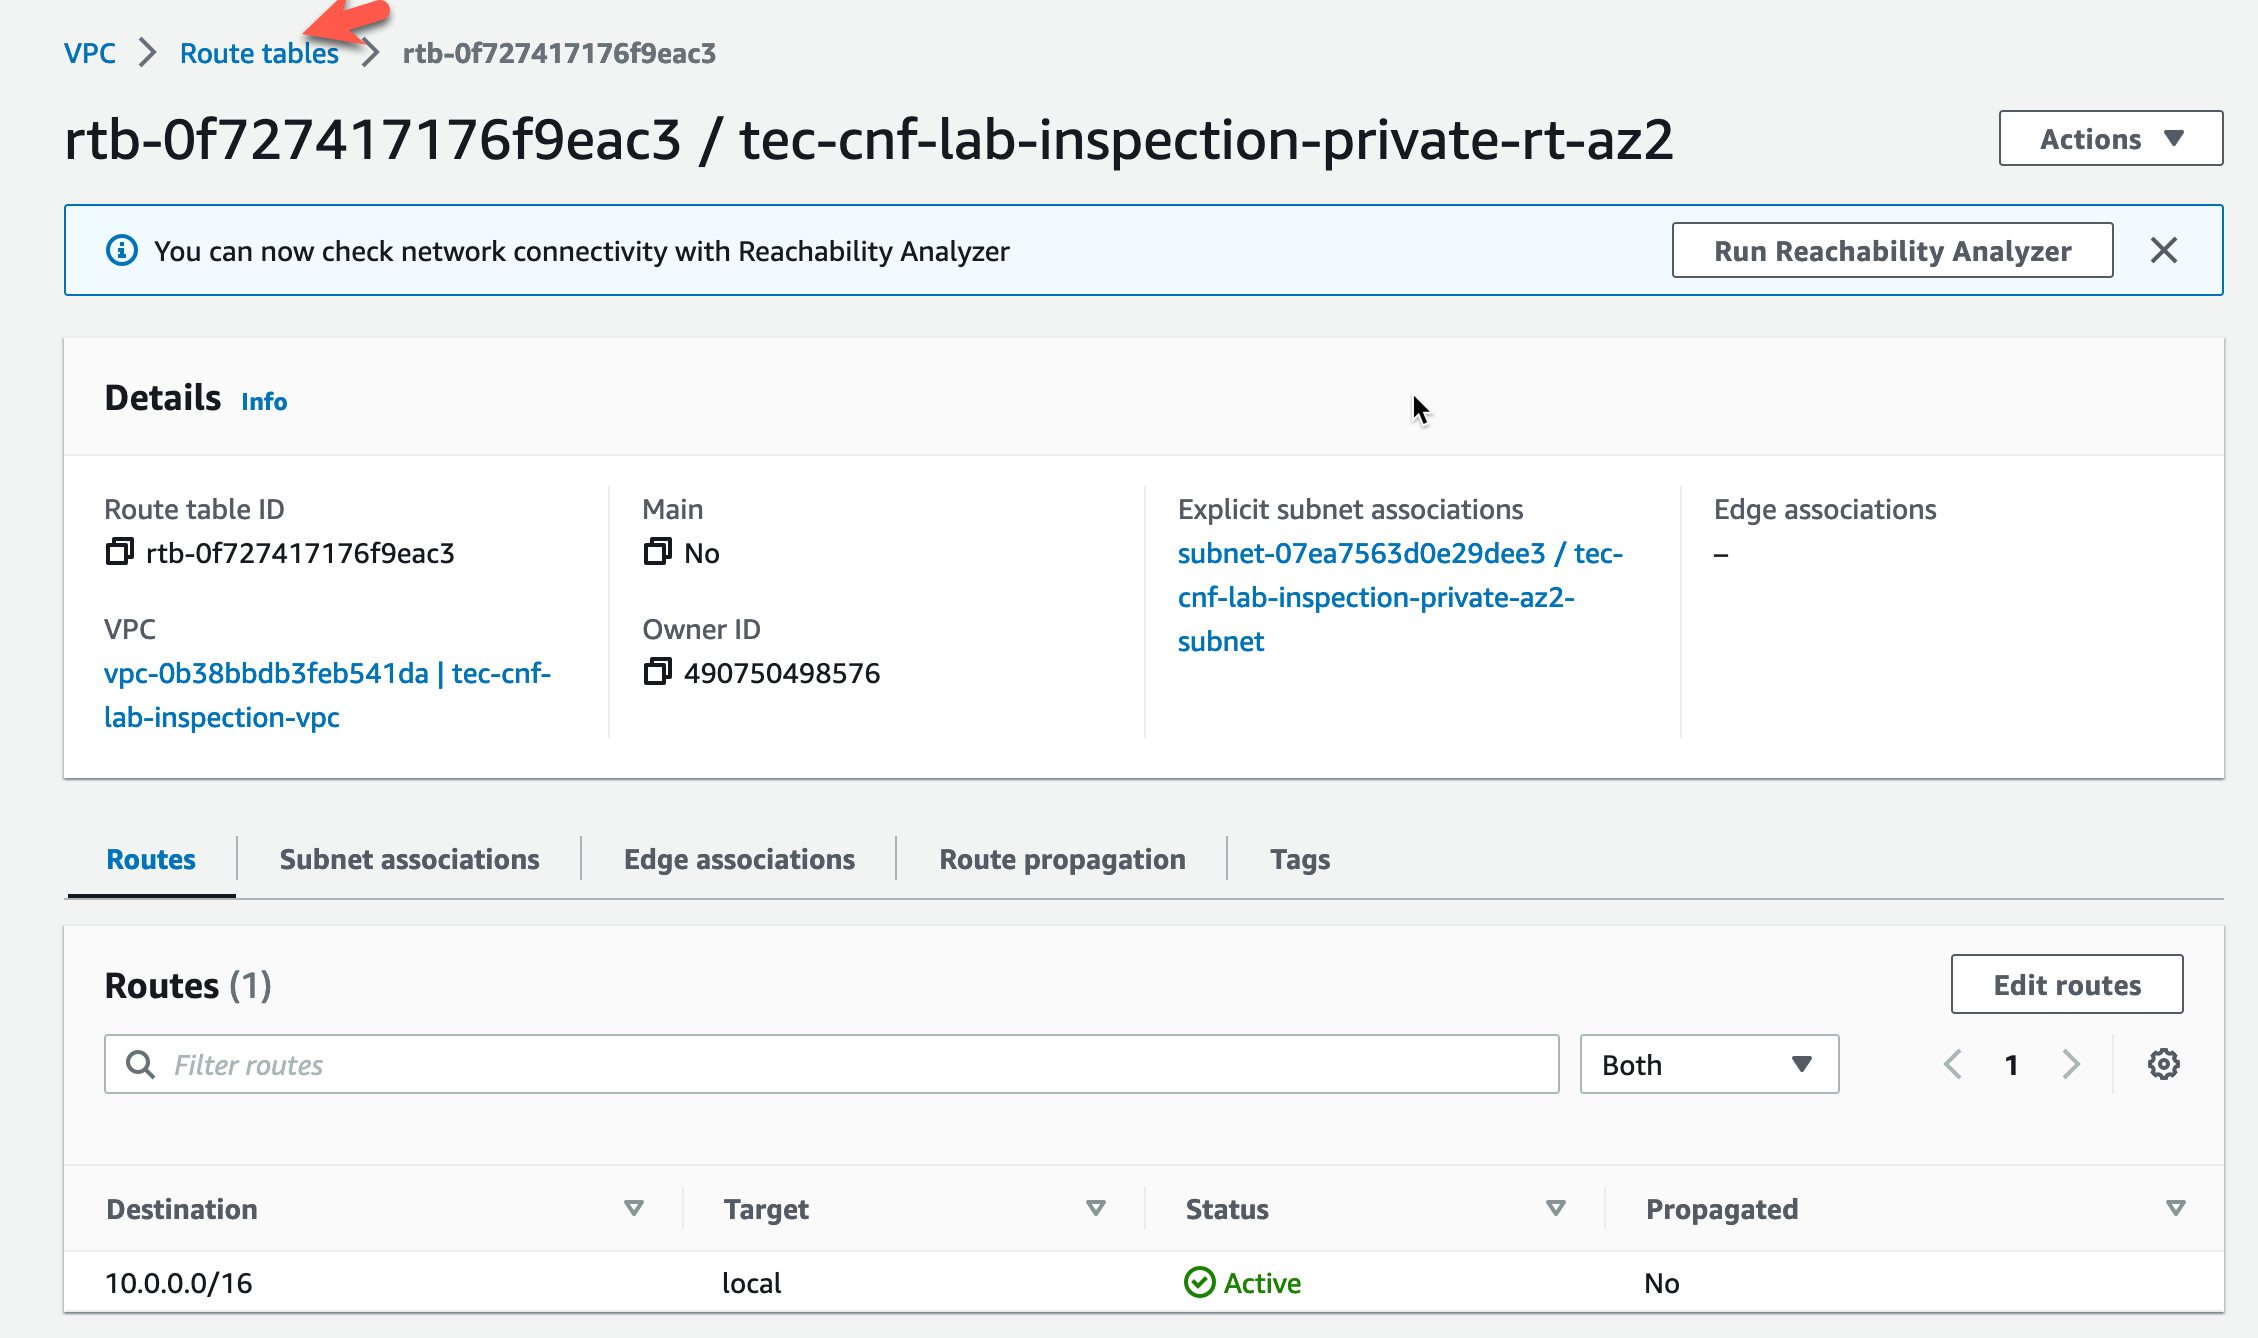 VPC > Route tables > rtb-0f727417176f9eac3
rtb-0f727417176f9eac3 / tec-cnf-lab-inspection-private-rt-az2
Actions
You can now check network connectivity with Reachability Analyzer
Run Reachability Analyzer
Details Info
Route table ID
rtb-0f727417176f9eac3
VPC
vpc-0b38bbdb3feb541da | tec-cnf-
lab-inspection-vpc
Main
No
Owner ID
490750498576
Explicit subnet associations
subnet-07ea7563d0e29dee3 / tec-
cnf-lab-inspection-private-az2-
subnet
Edge associations
–
Routes
Subnet associations
Edge associations
Route propagation
Tags
Routes (1)
Edit routes
Filter routes
Both
1
Destination Target Status Propagated
10.0.0.0/16 local Active No